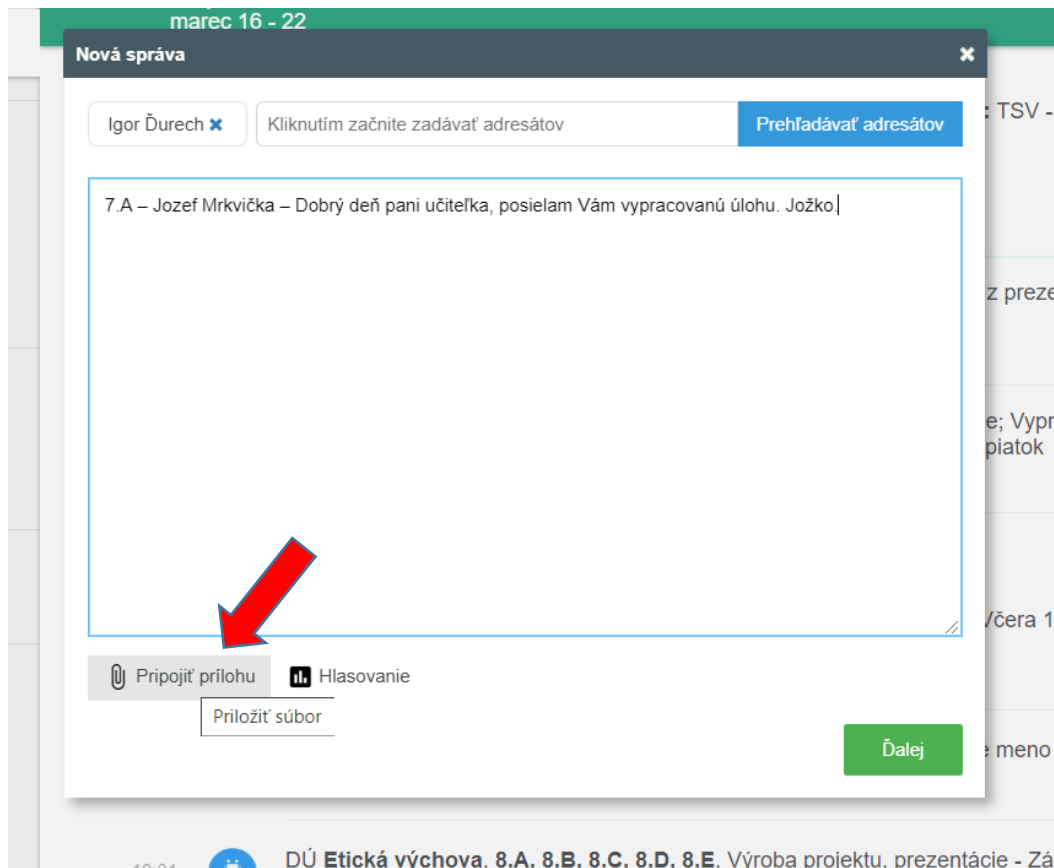 marec 16 - 22
Nová správa
: TSV -
Igor Ďurech
Kliknutím začnite zadávať adresátov
Prehľadávať adresátov
7.A – Jozef Mrkvička – Dobrý deň pani učiteľka, posielam Vám vypracovanú úlohu. Jožko.
z preze
e; Vypr
piatok
Včera 1
Pripojiť prílohu
Hlasovanie
Priložiť súbor
Ďalej
meno
DÚ Etická výchova, 8.A, 8.B, 8.C, 8.D, 8.E, Výroba projektu, prezentácie - Zá